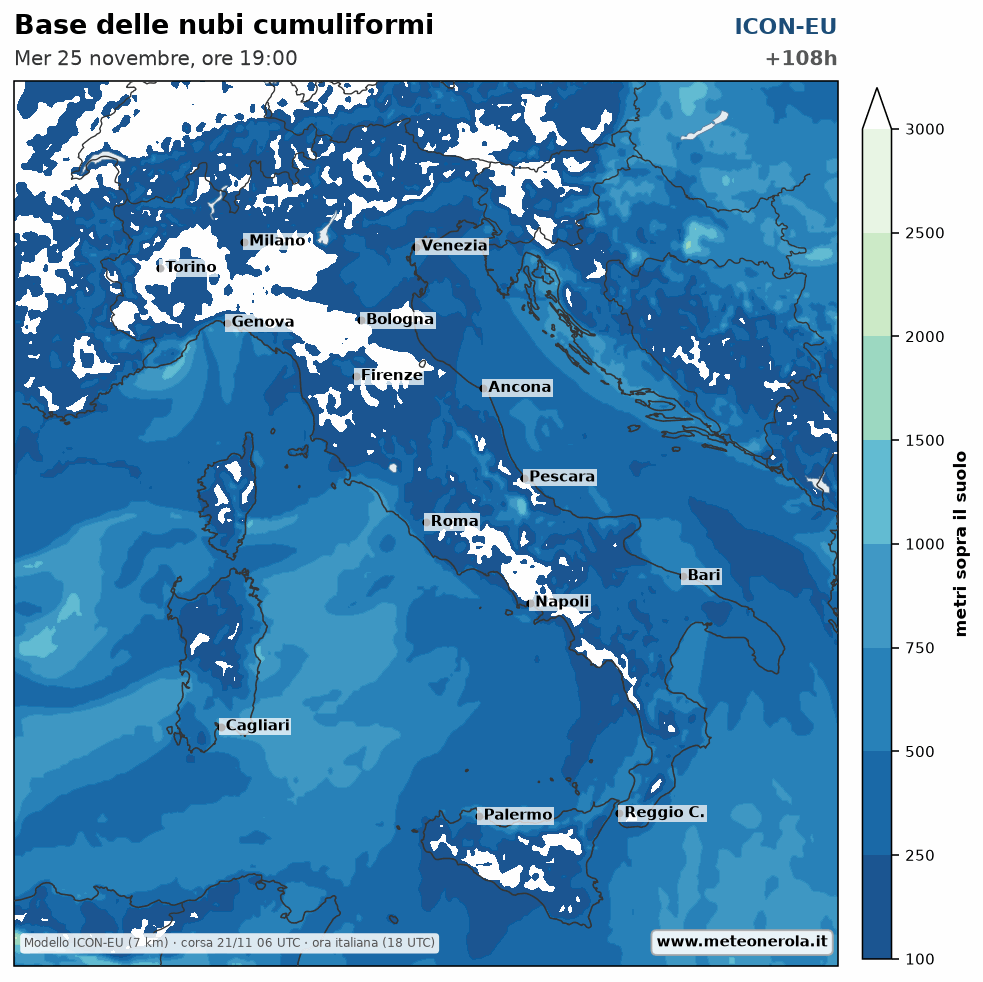 Base delle nubi cumuliformi
ICON-EU
Mer 25 novembre, ore 19:00
+108h
3000
2500
2000
1500
1000
750
500
250
100
metri sopra il suolo
Milano
Venezia
Torino
Genova
Bologna
Firenze
Ancona
Pescara
Roma
Bari
Napoli
Cagliari
Palermo
Reggio C.
Modello ICON-EU (7 km) · corsa 21/11 06 UTC · ora italiana (18 UTC)
www.meteonerola.it